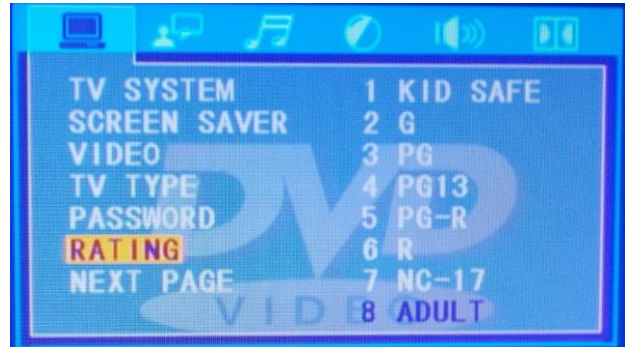 TV SYSTEM 1 KID SAFE
SCREEN SAVER 2 G
VIDEO 3 PG
TV TYPE 4 PG13
PASSWORD 5 PG-R
RATING 6 R
NEXT PAGE 7 NC-17
8 ADULT
DVD
VIDEO